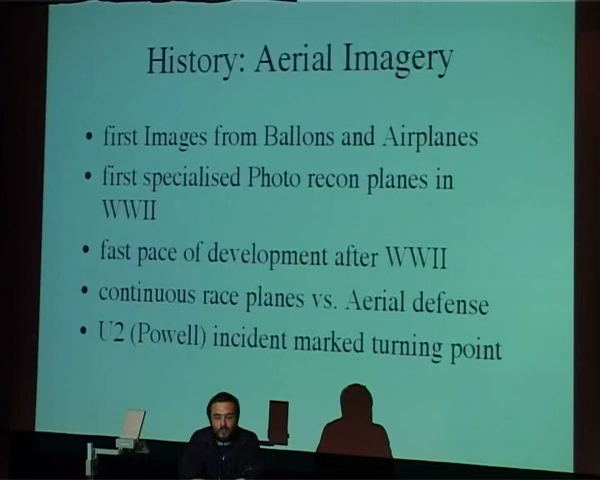 History: Aerial Imagery
• first Images from Ballons and Airplanes
• first specialised Photo recon planes in
WWII
• fast pace of development after WWII
• continuous race planes vs. Aerial defense
• U2 (Powell) incident marked turning point